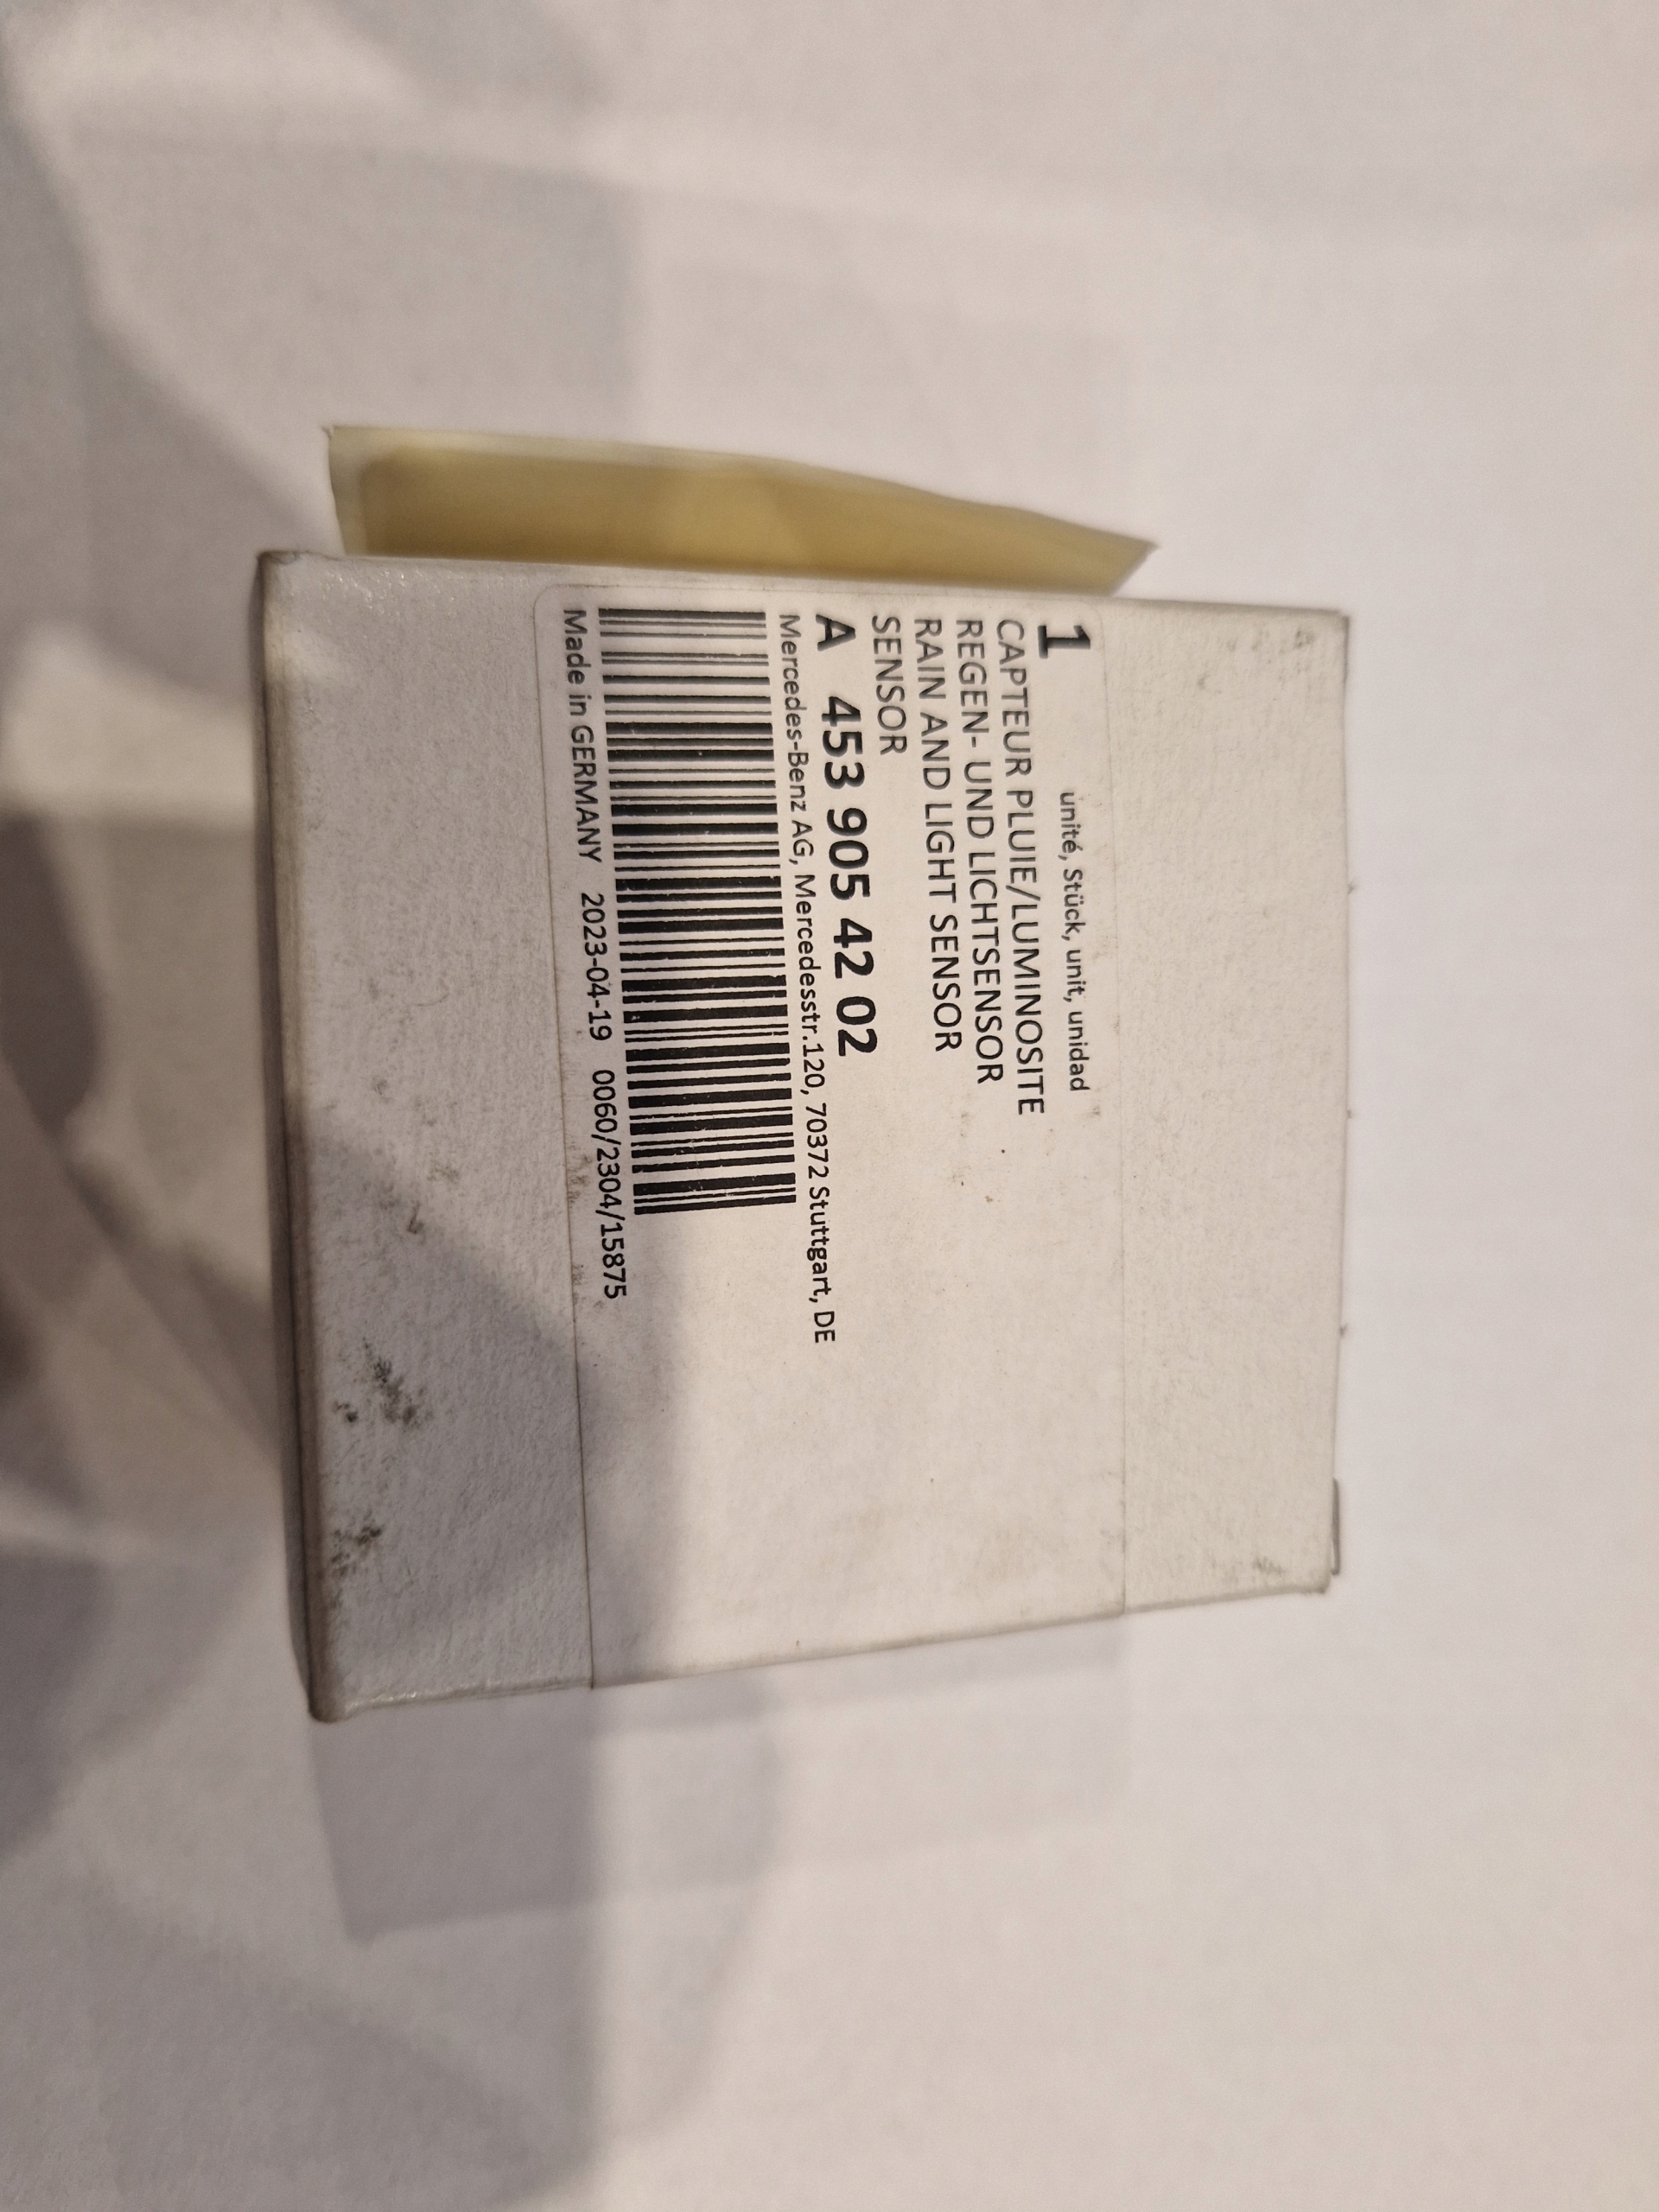 1 unité, Stück, unit, unidad
CAPTEUR PLUIE/LUMINOSITE
REGEN- UND LICHTSENSOR
RAIN AND LIGHT SENSOR
SENSOR
A 453 905 42 02
Mercedes-Benz AG, Mercedesstr.120, 70372 Stuttgart, DE
Made in GERMANY 2023-04-19 0060/2304/15875